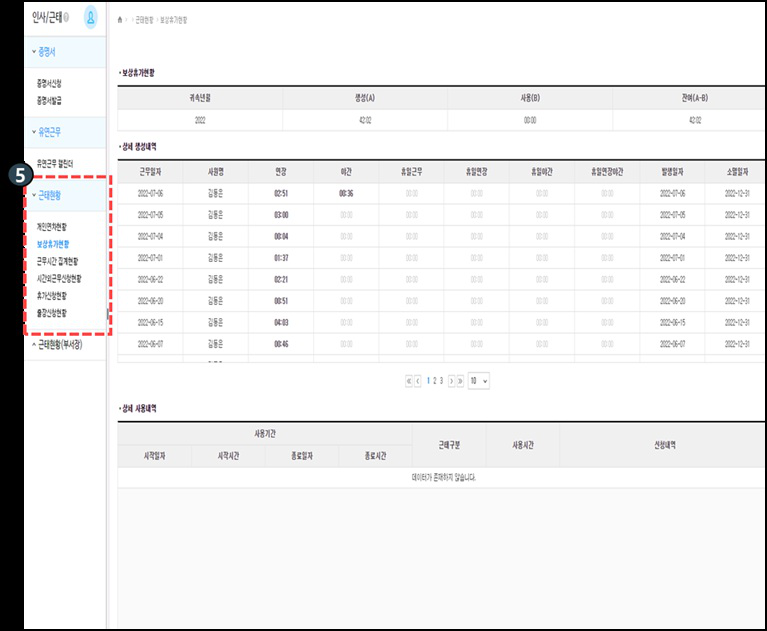 인사/근태
⌂ › 근태현황 › 보상휴가현황
증명서
증명서신청
증명서발급
유연근무
유연근무 캘린더
5
근태현황
개인연차현황
보상휴가현황
근무시간 집계현황
시간외근무신청현황
휴가신청현황
출장신청현황
근태현황(부서장)
· 보상휴가현황
귀속년월 생성(A) 사용(B) 잔여(A-B)
2022 42:02 00:00 42:02
· 상세 생성내역
근무일자 사원명 연장 야간 휴일근무 휴일연장 휴일야간 휴일연장야간 발생일자 소멸일자
2022-07-06 김동은 02:51 00:36 00:00 00:00 00:00 00:00 2022-07-06 2022-12-31
2022-07-05 김동은 03:00 00:00 00:00 00:00 00:00 00:00 2022-07-05 2022-12-31
2022-07-04 김동은 00:04 00:00 00:00 00:00 00:00 00:00 2022-07-04 2022-12-31
2022-07-01 김동은 01:37 00:00 00:00 00:00 00:00 00:00 2022-07-01 2022-12-31
2022-06-22 김동은 02:21 00:00 00:00 00:00 00:00 00:00 2022-06-22 2022-12-31
2022-06-20 김동은 00:51 00:00 00:00 00:00 00:00 00:00 2022-06-20 2022-12-31
2022-06-15 김동은 04:03 00:00 00:00 00:00 00:00 00:00 2022-06-15 2022-12-31
2022-06-07 김동은 00:46 00:00 00:00 00:00 00:00 00:00 2022-06-07 2022-12-31
« ‹ 1 2 3 › » 10
· 상세 사용내역
사용기간 근태구분 사용시간 신청내역
시작일자 시작시간 종료일자 종료시간
데이터가 존재하지 않습니다.